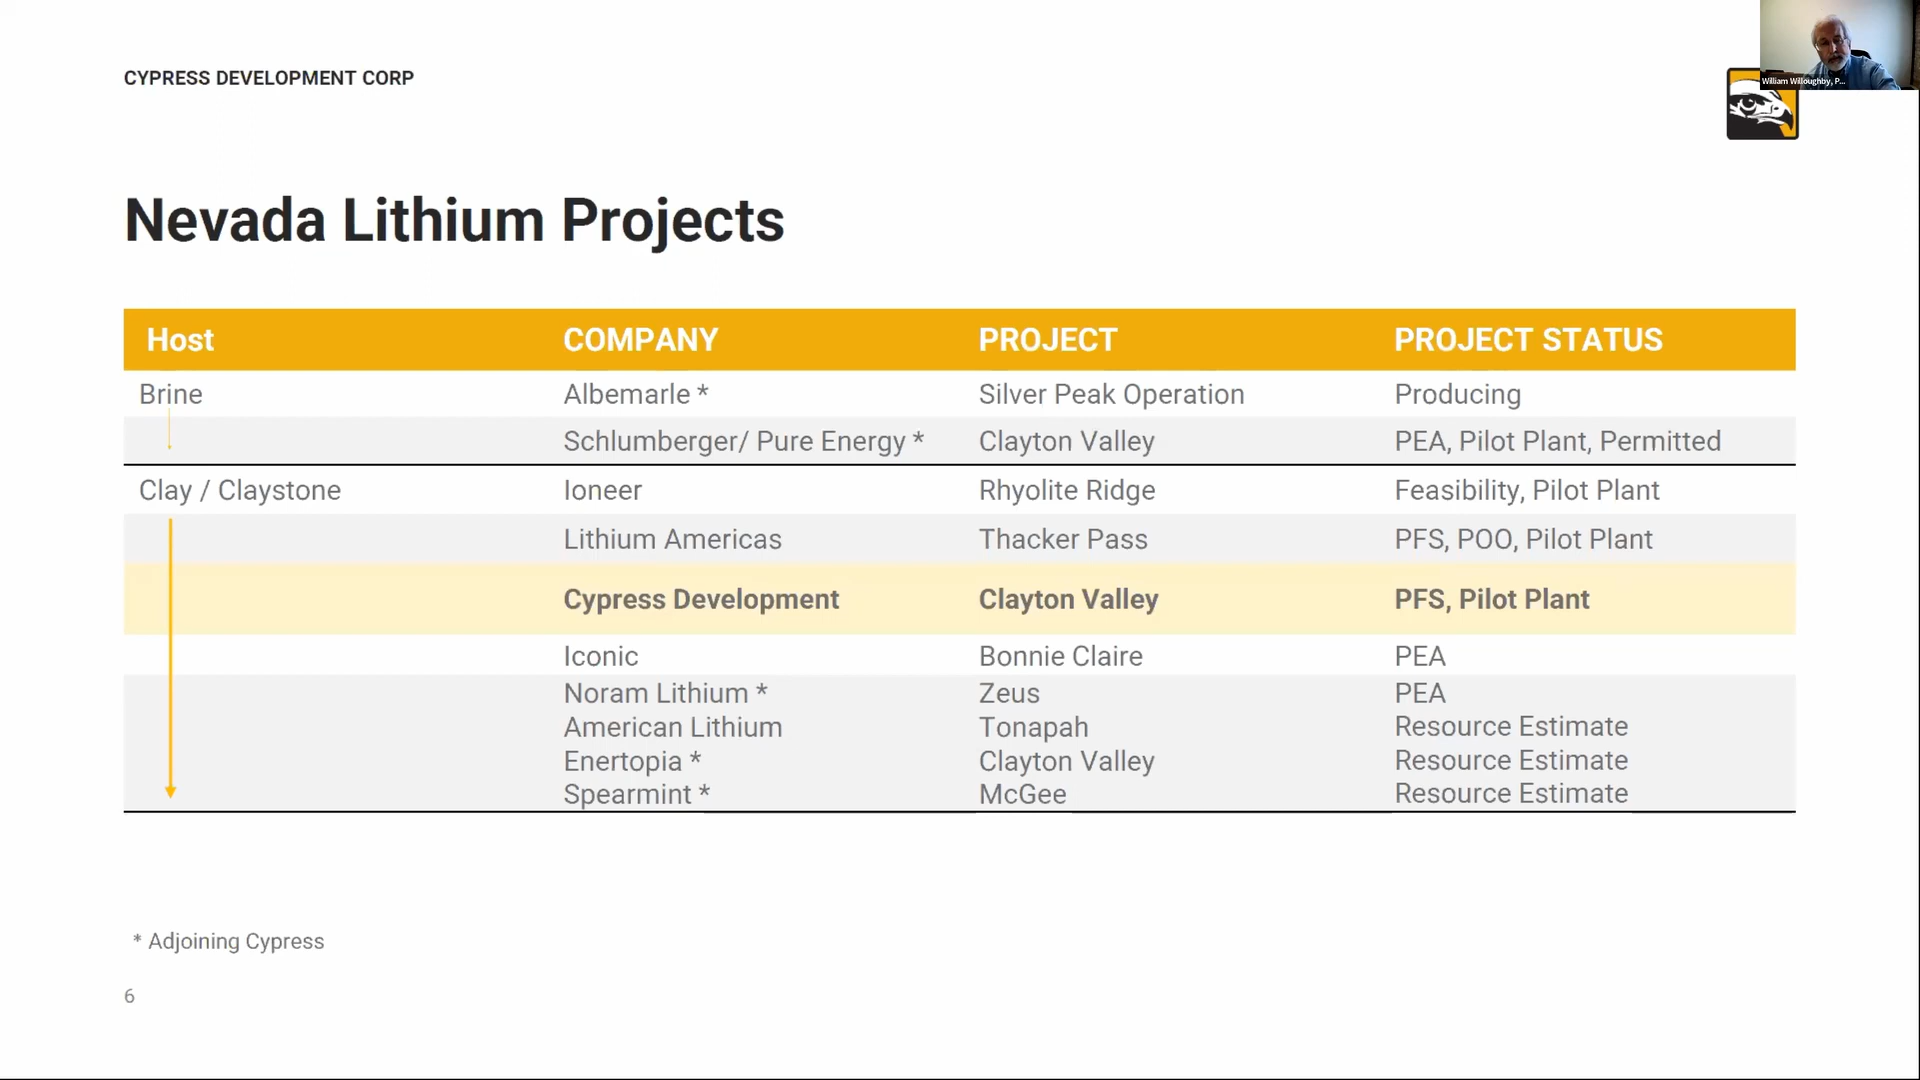 William Willoughby, P...
CYPRESS DEVELOPMENT CORP
Nevada Lithium Projects
Host COMPANY PROJECT PROJECT STATUS
Brine Albemarle * Silver Peak Operation Producing
Schlumberger/ Pure Energy * Clayton Valley PEA, Pilot Plant, Permitted
Clay / Claystone Ioneer Rhyolite Ridge Feasibility, Pilot Plant
Lithium Americas Thacker Pass PFS, POO, Pilot Plant
Cypress Development Clayton Valley PFS, Pilot Plant
Iconic Bonnie Claire PEA
Noram Lithium * Zeus PEA
American Lithium Tonapah Resource Estimate
Enertopia * Clayton Valley Resource Estimate
Spearmint * McGee Resource Estimate
* Adjoining Cypress
6